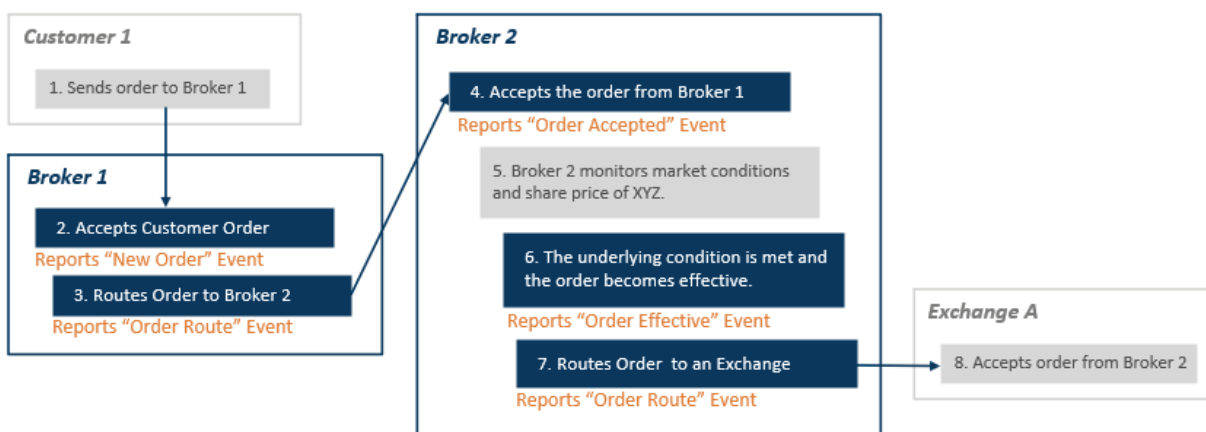 Customer 1
1. Sends order to Broker 1
Broker 1
2. Accepts Customer Order
Reports “New Order” Event
3. Routes Order to Broker 2
Reports “Order Route” Event
Broker 2
4. Accepts the order from Broker 1
Reports “Order Accepted” Event
5. Broker 2 monitors market conditions
and share price of XYZ.
6. The underlying condition is met and
the order becomes effective.
Reports “Order Effective” Event
7. Routes Order to an Exchange
Reports “Order Route” Event
Exchange A
8. Accepts order from Broker 2